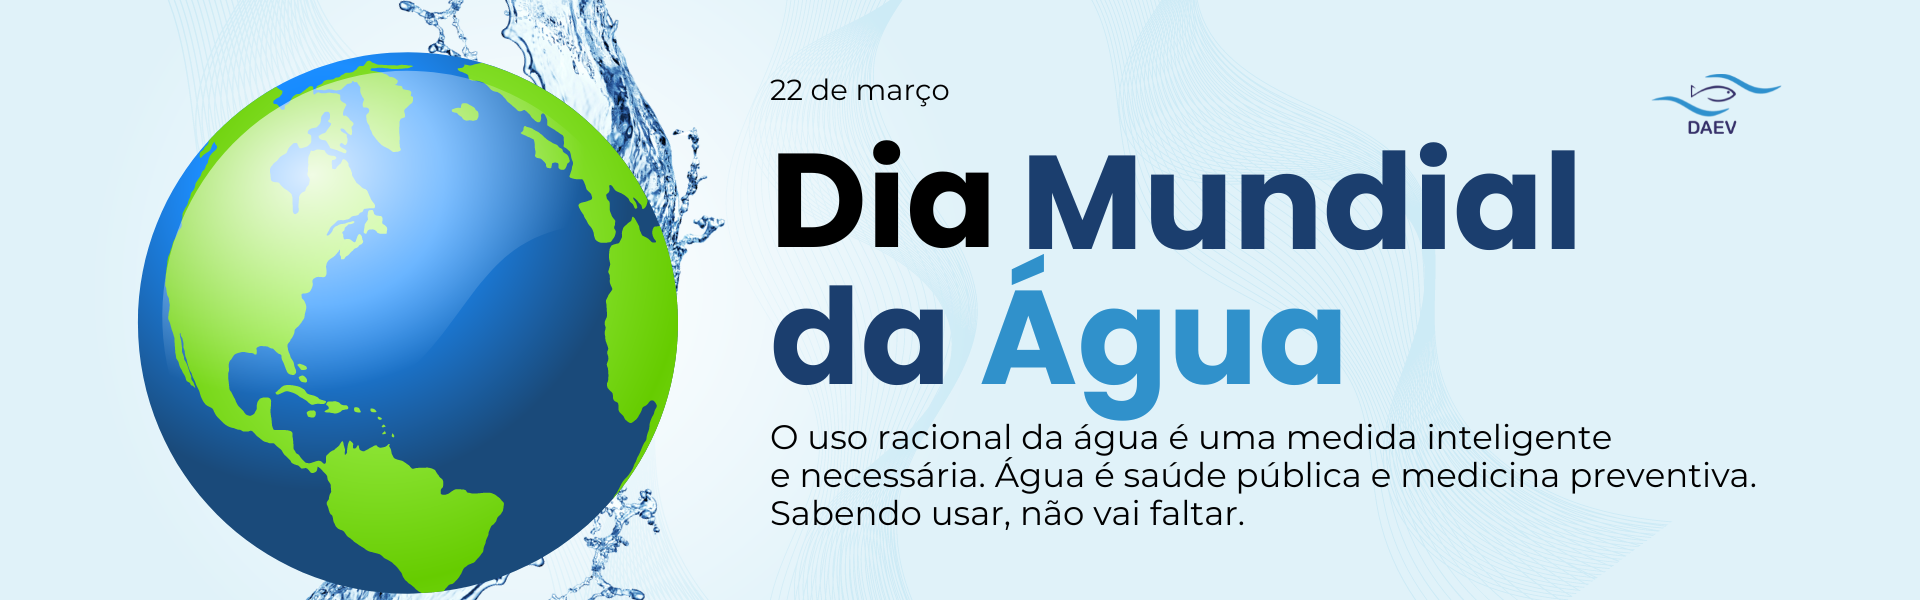 22 de março
DAEV
Dia Mundial
da Água
O uso racional da água é uma medida inteligente
e necessária. Água é saúde pública e medicina preventiva.
Sabendo usar, não vai faltar.